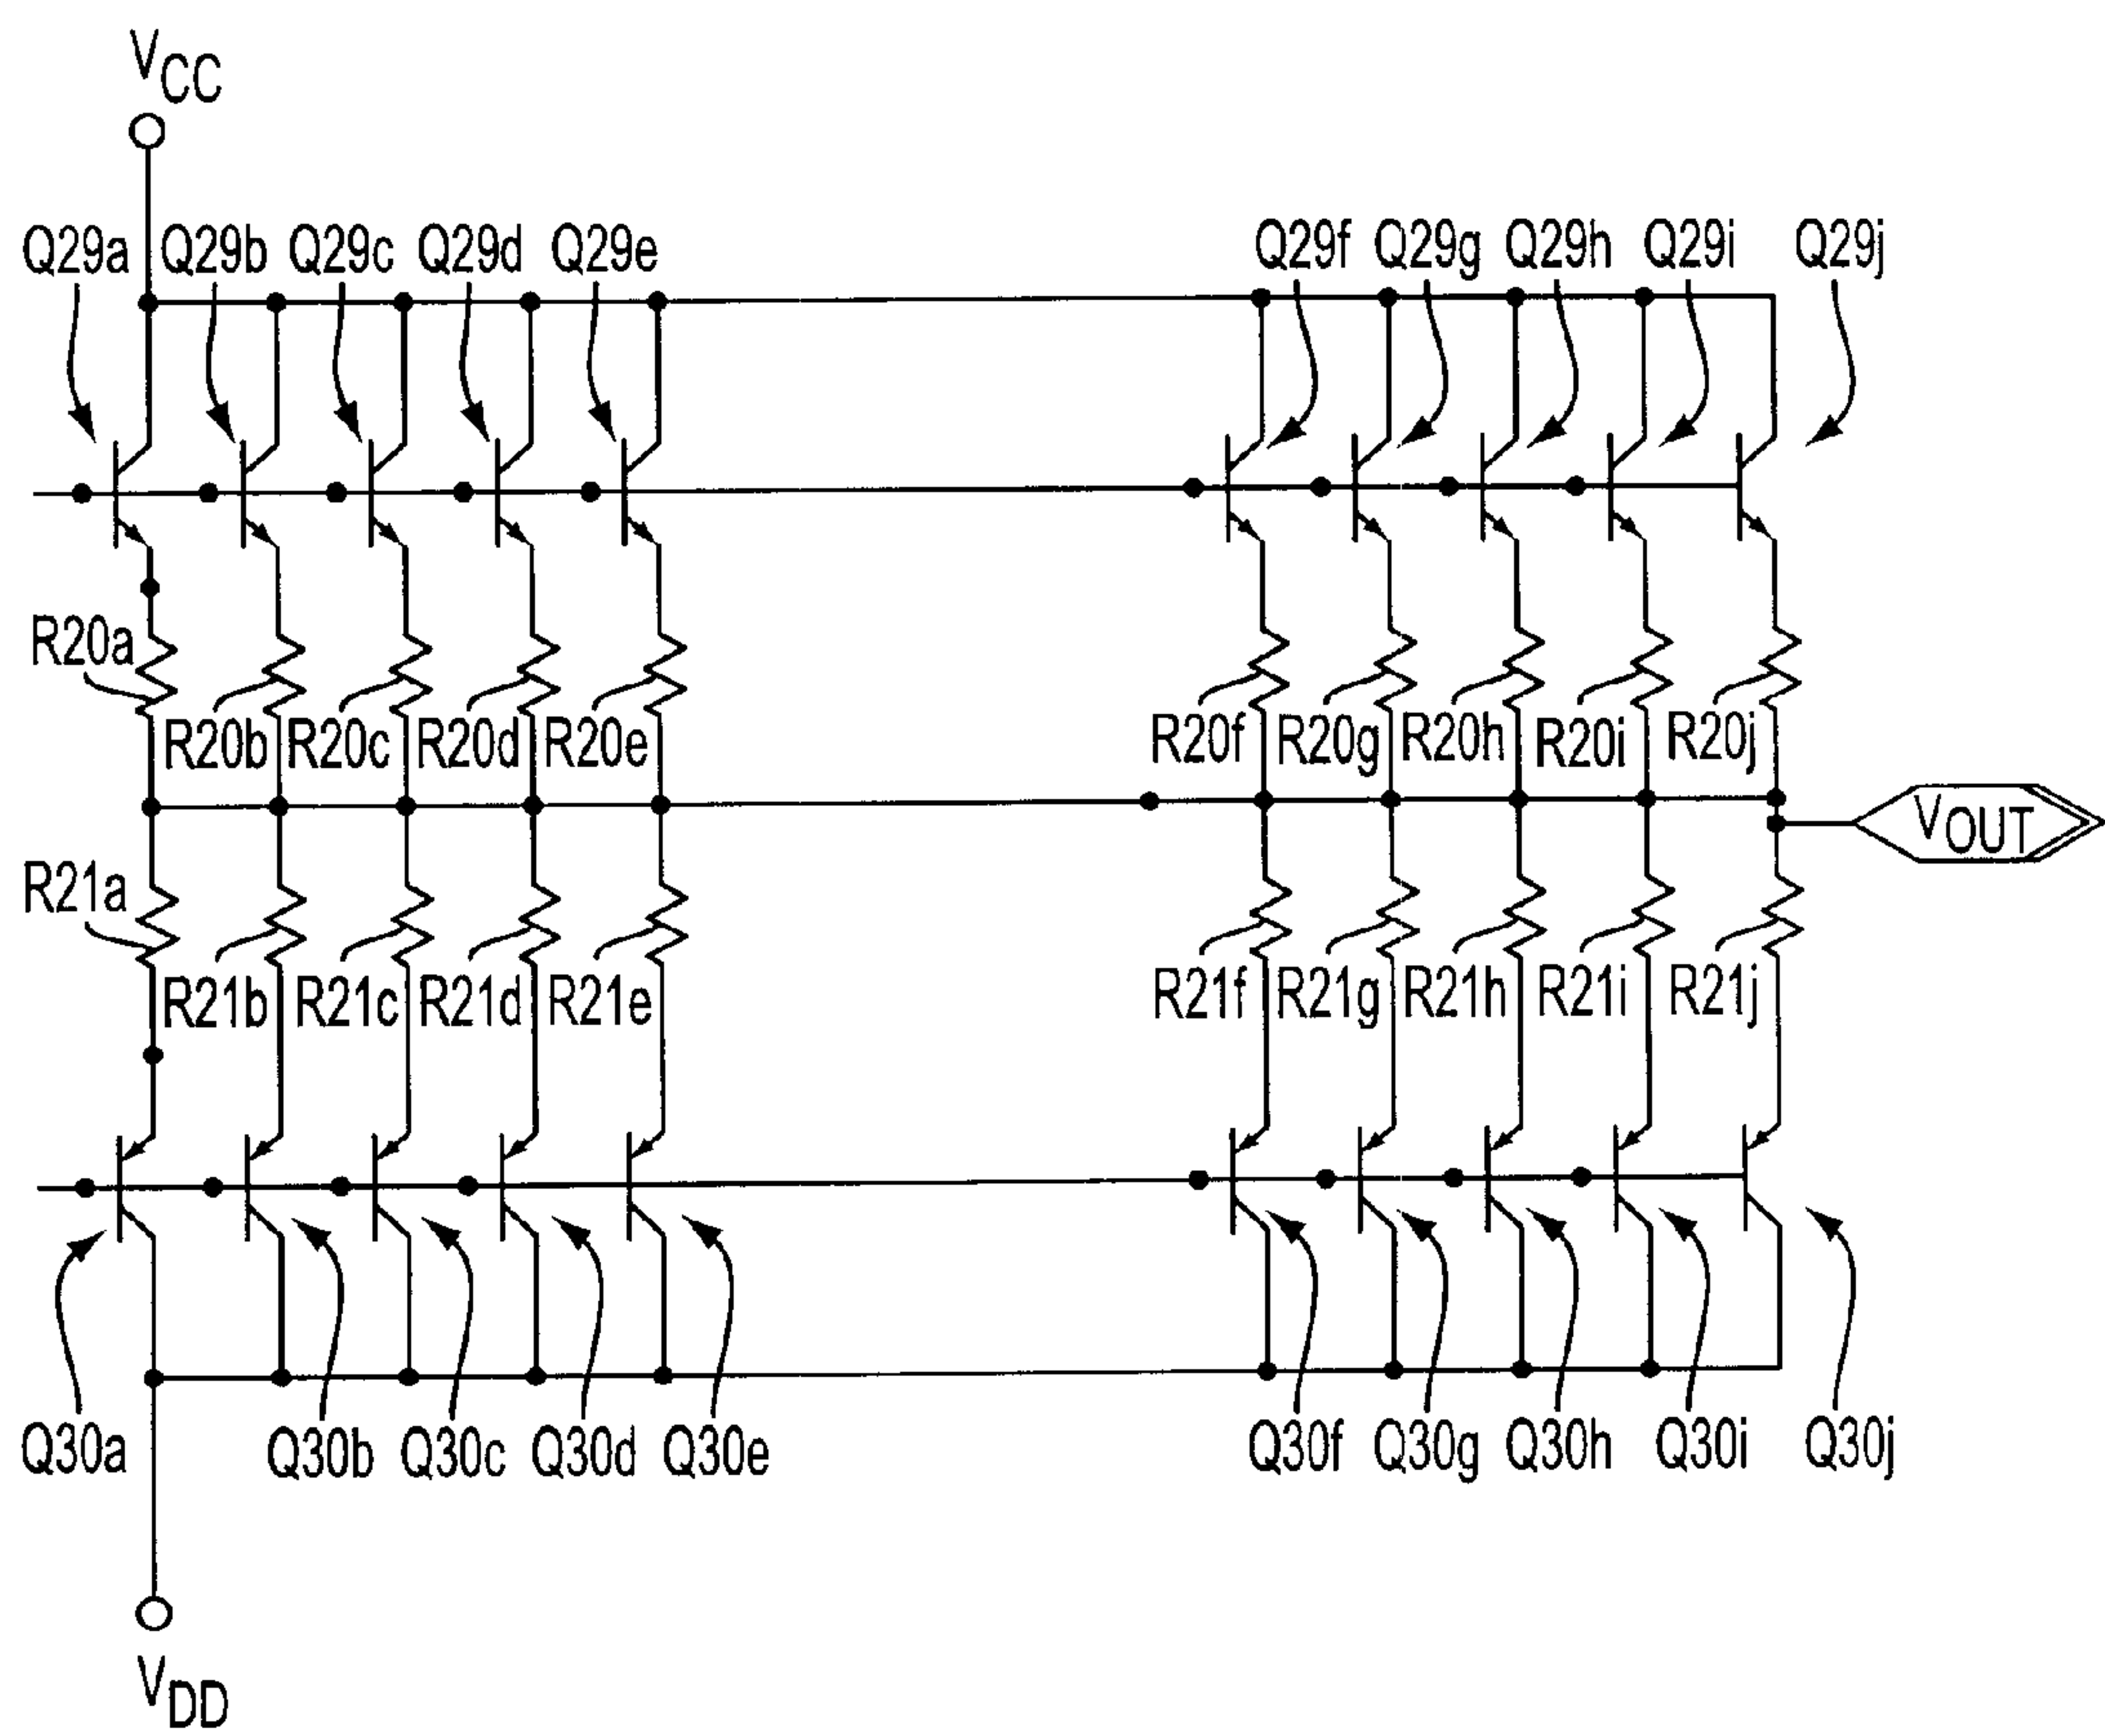 VCC
Q29a Q29b Q29c Q29d Q29e Q29f Q29g Q29h Q29i Q29j
R20a
R20b R20c R20d R20e R20f R20g R20h R20i R20j
VOUT
R21a
R21b R21c R21d R21e R21f R21g R21h R21i R21j
Q30a Q30b Q30c Q30d Q30e Q30f Q30g Q30h Q30i Q30j
VDD